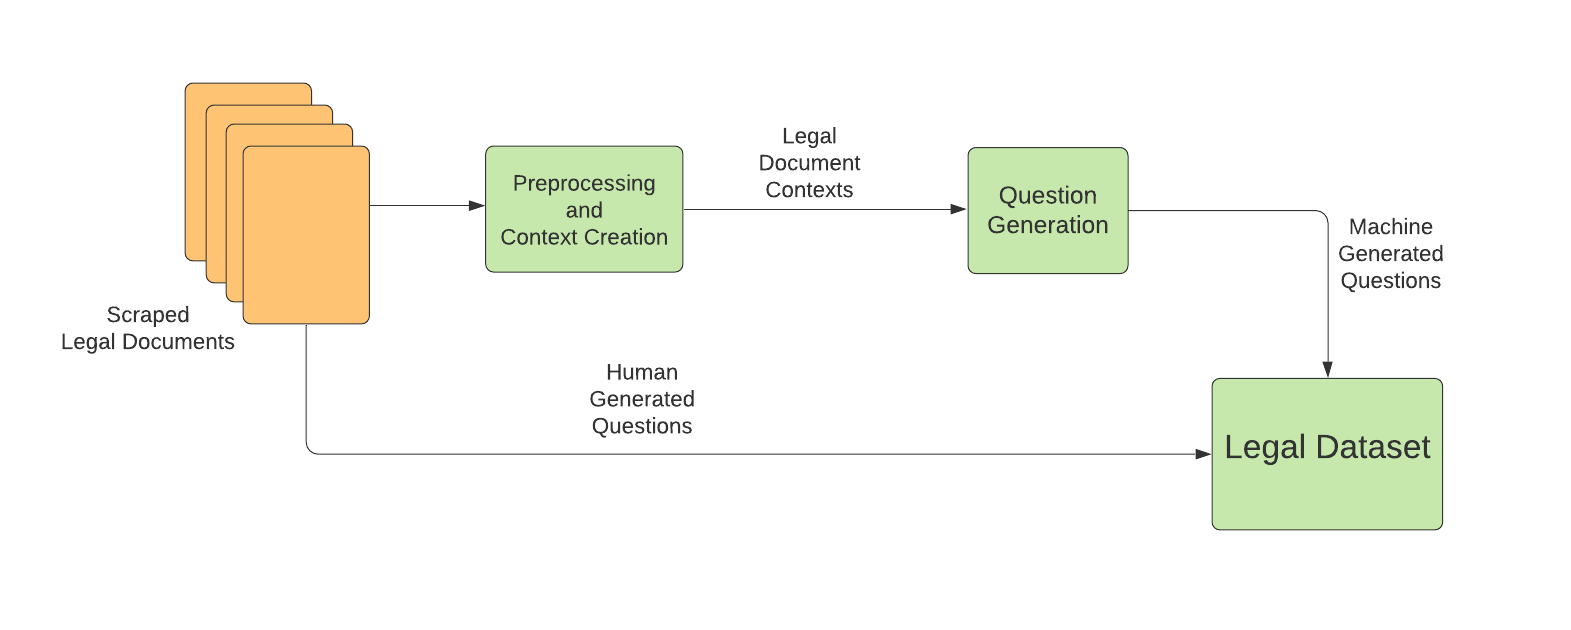 Scraped
Legal Documents
Preprocessing
and
Context Creation
Legal
Document
Contexts
Question
Generation
Machine
Generated
Questions
Human
Generated
Questions
Legal Dataset